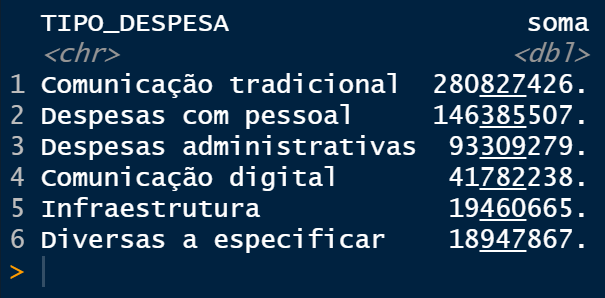 TIPO_DESPESA soma
<chr> <dbl>
1 Comunicação tradicional 280827426.
2 Despesas com pessoal 146385507.
3 Despesas administrativas 93309279.
4 Comunicação digital 41782238.
5 Infraestrutura 19460665.
6 Diversas a especificar 18947867.
>